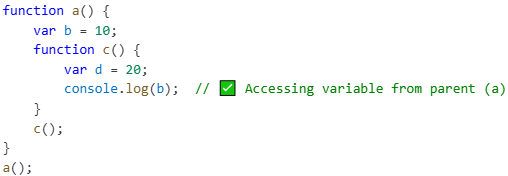 function a() {
    var b = 10;
    function c() {
        var d = 20;
        console.log(b);  // ✅ Accessing variable from parent (a)
    }
    c();
}
a();